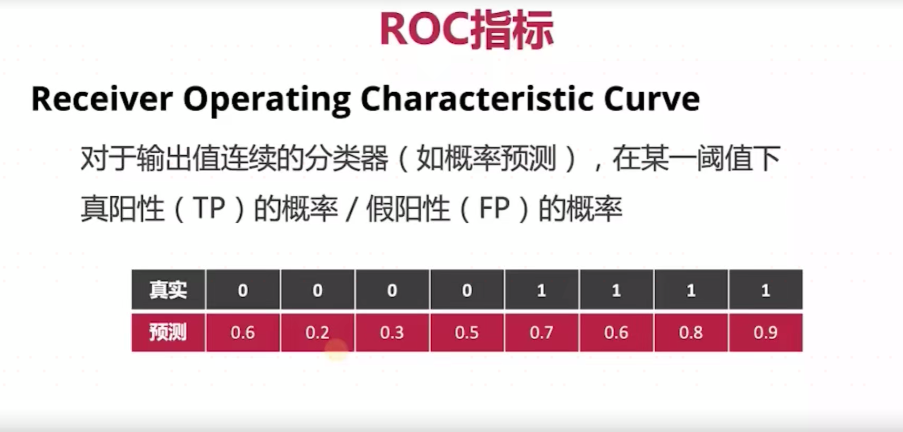 ROC指标
Receiver Operating Characteristic Curve
对于输出值连续的分类器（如概率预测），在某一阈值下
真阳性（TP）的概率 / 假阳性（FP）的概率
真实 0 0 0 0 1 1 1 1
预测 0.6 0.2 0.3 0.5 0.7 0.6 0.8 0.9